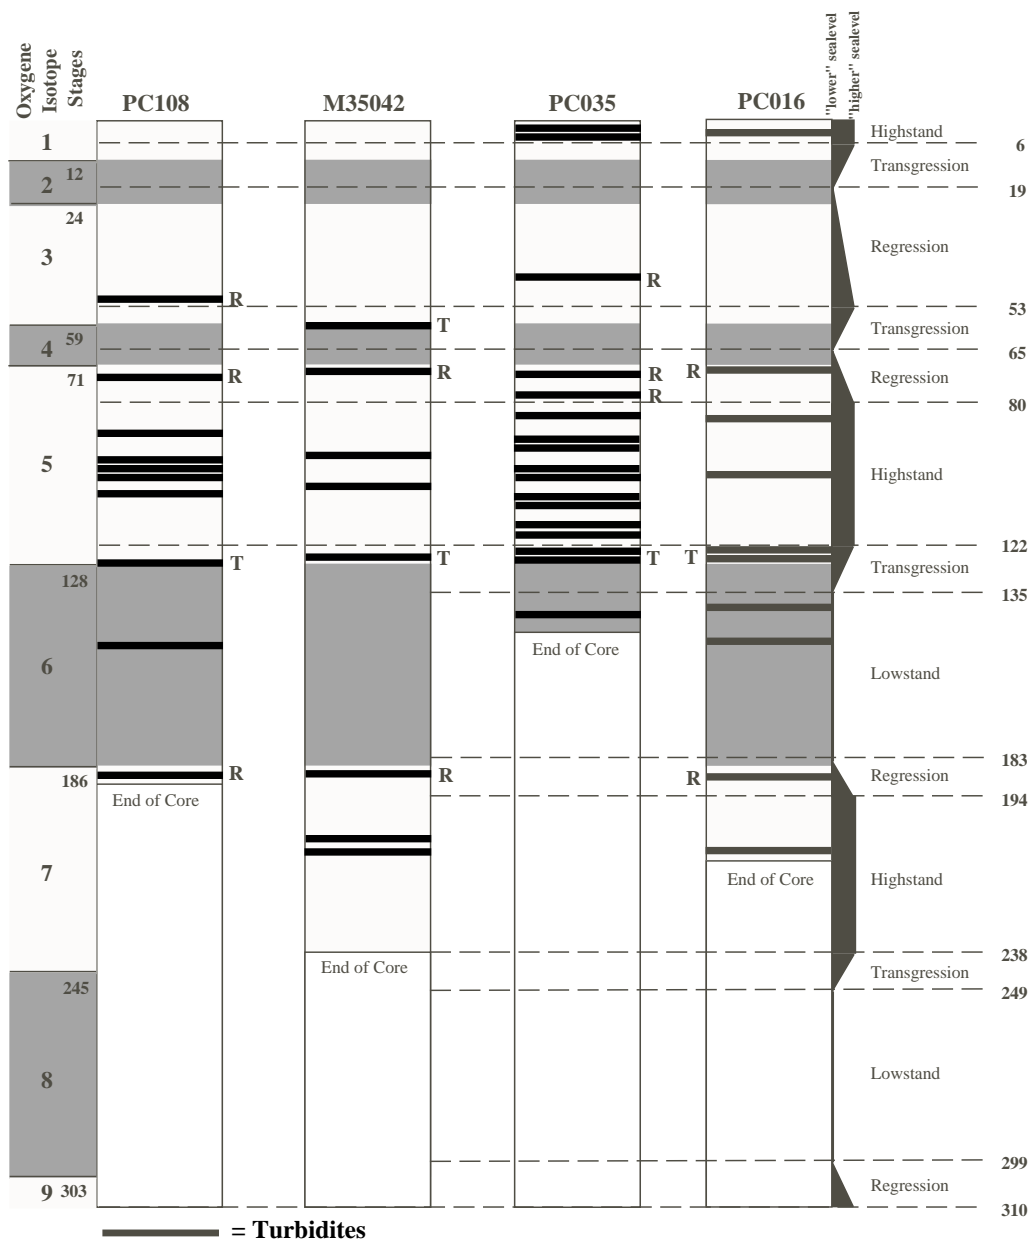 Oxygene
Isotope
Stages
PC108
M35042
PC035
PC016
"lower" sealevel
"higher" sealevel
1
Highstand
6
12
Transgression
2
19
24
3
Regression
R
R
53
T
59
Transgression
4
65
71
R
R
R
R
Regression
R
80
5
Highstand
122
T
T
T
T
Transgression
128
135
End of Core
6
Lowstand
183
186
R
R
R
Regression
End of Core
194
7
End of Core
Highstand
238
End of Core
Transgression
245
249
8
Lowstand
299
9 303
Regression
310
= Turbidites